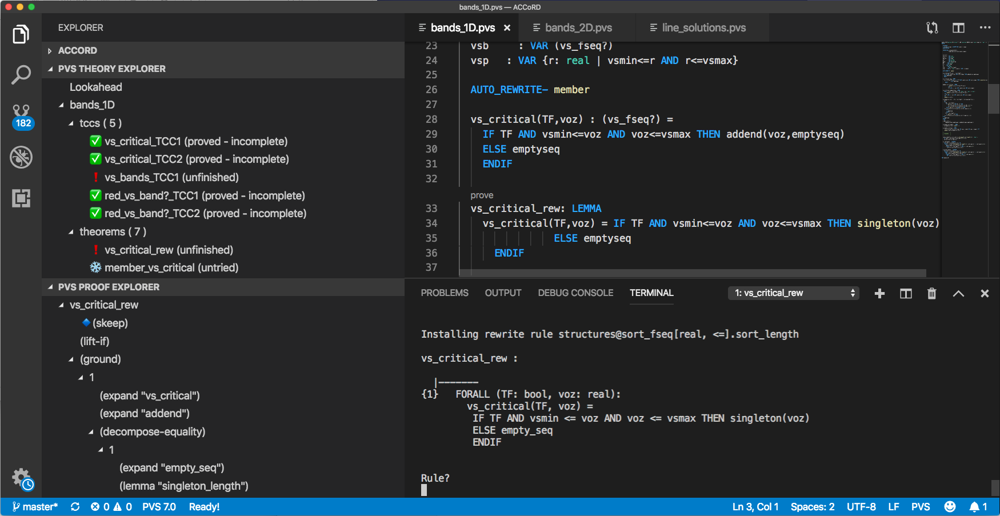 bands_1D.pvs — ACCoRD
EXPLORER
ACCORD
PVS THEORY EXPLORER
Lookahead
bands_1D
tccs ( 5 )
vs_critical_TCC1 (proved - incomplete)
vs_critical_TCC2 (proved - incomplete)
vs_bands_TCC1 (unfinished)
red_vs_band?_TCC1 (proved - incomplete)
red_vs_band?_TCC2 (proved - incomplete)
theorems ( 7 )
vs_critical_rew (unfinished)
member_vs_critical (untried)
182
PVS PROOF EXPLORER
vs_critical_rew
(skeep)
(lift-if)
(ground)
1
(expand "vs_critical")
(expand "addend")
(decompose-equality)
1
(expand "empty_seq")
(lemma "singleton_length")
bands_1D.pvs bands_2D.pvs line_solutions.pvs
23 vsb : VAR (vs_fseq?)
24 vsp : VAR {r: real | vsmin<=r AND r<=vsmax}
25
26 AUTO_REWRITE- member
27
28 vs_critical(TF,voz) : (vs_fseq?) =
29 IF TF AND vsmin<=voz AND voz<=vsmax THEN addend(voz,emptyseq)
30 ELSE emptyseq
31 ENDIF
32
prove
33 vs_critical_rew: LEMMA
34 vs_critical(TF,voz) = IF TF AND vsmin<=voz AND voz<=vsmax THEN singleton(voz)
35 ELSE emptyseq
36 ENDIF
37
PROBLEMS OUTPUT DEBUG CONSOLE TERMINAL 1: vs_critical_rew
Installing rewrite rule structures@sort_fseq[real, <=].sort_length
vs_critical_rew :
|-------
{1} FORALL (TF: bool, voz: real):
vs_critical(TF, voz) =
IF TF AND vsmin <= voz AND voz <= vsmax THEN singleton(voz)
ELSE empty_seq
ENDIF
Rule?
master* 0 0 PVS 7.0 Ready! Ln 3, Col 1 Spaces: 2 UTF-8 LF PVS 1